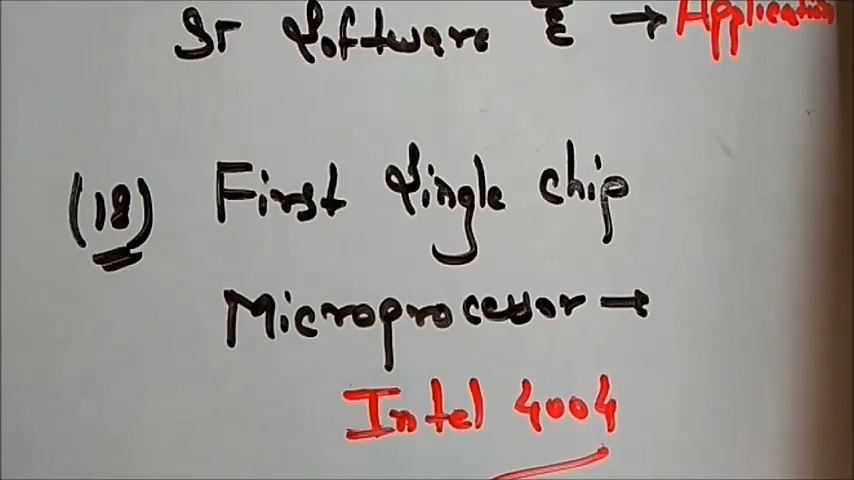 Sr Software E → Application
(18) First Single chip
Microprocessor →
Intel 4004